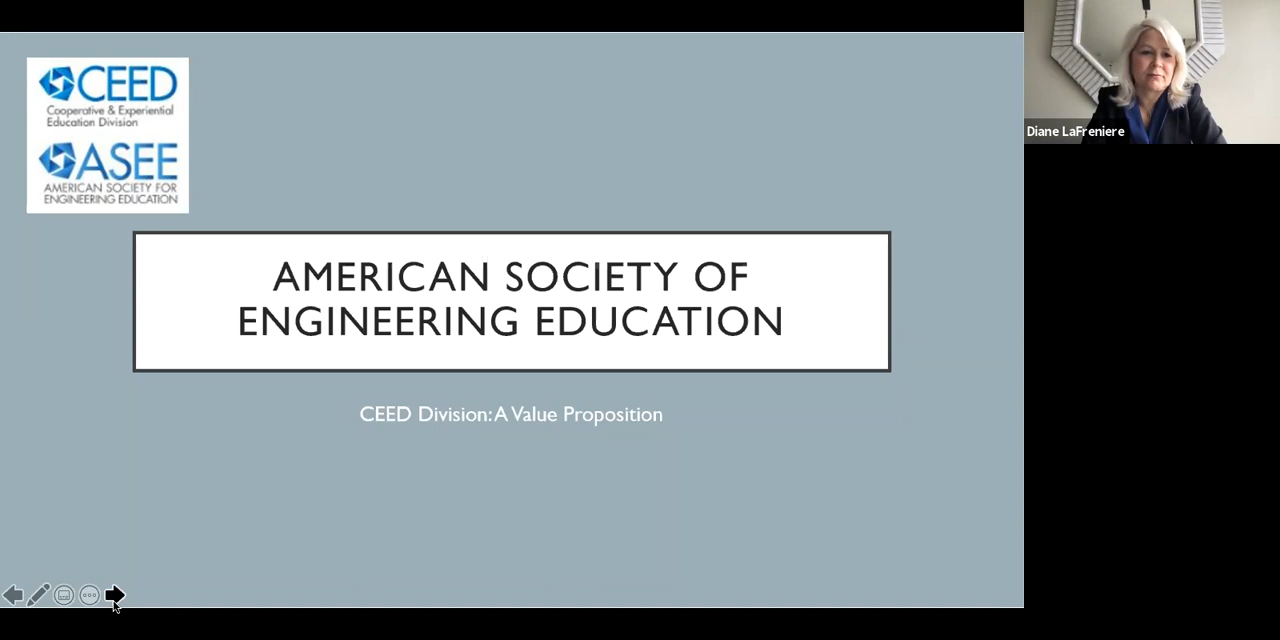 CEED
Cooperative & Experiential
Education Division
ASEE
AMERICAN SOCIETY FOR
ENGINEERING EDUCATION
AMERICAN SOCIETY OF
ENGINEERING EDUCATION
CEED Division: A Value Proposition
Diane LaFreniere